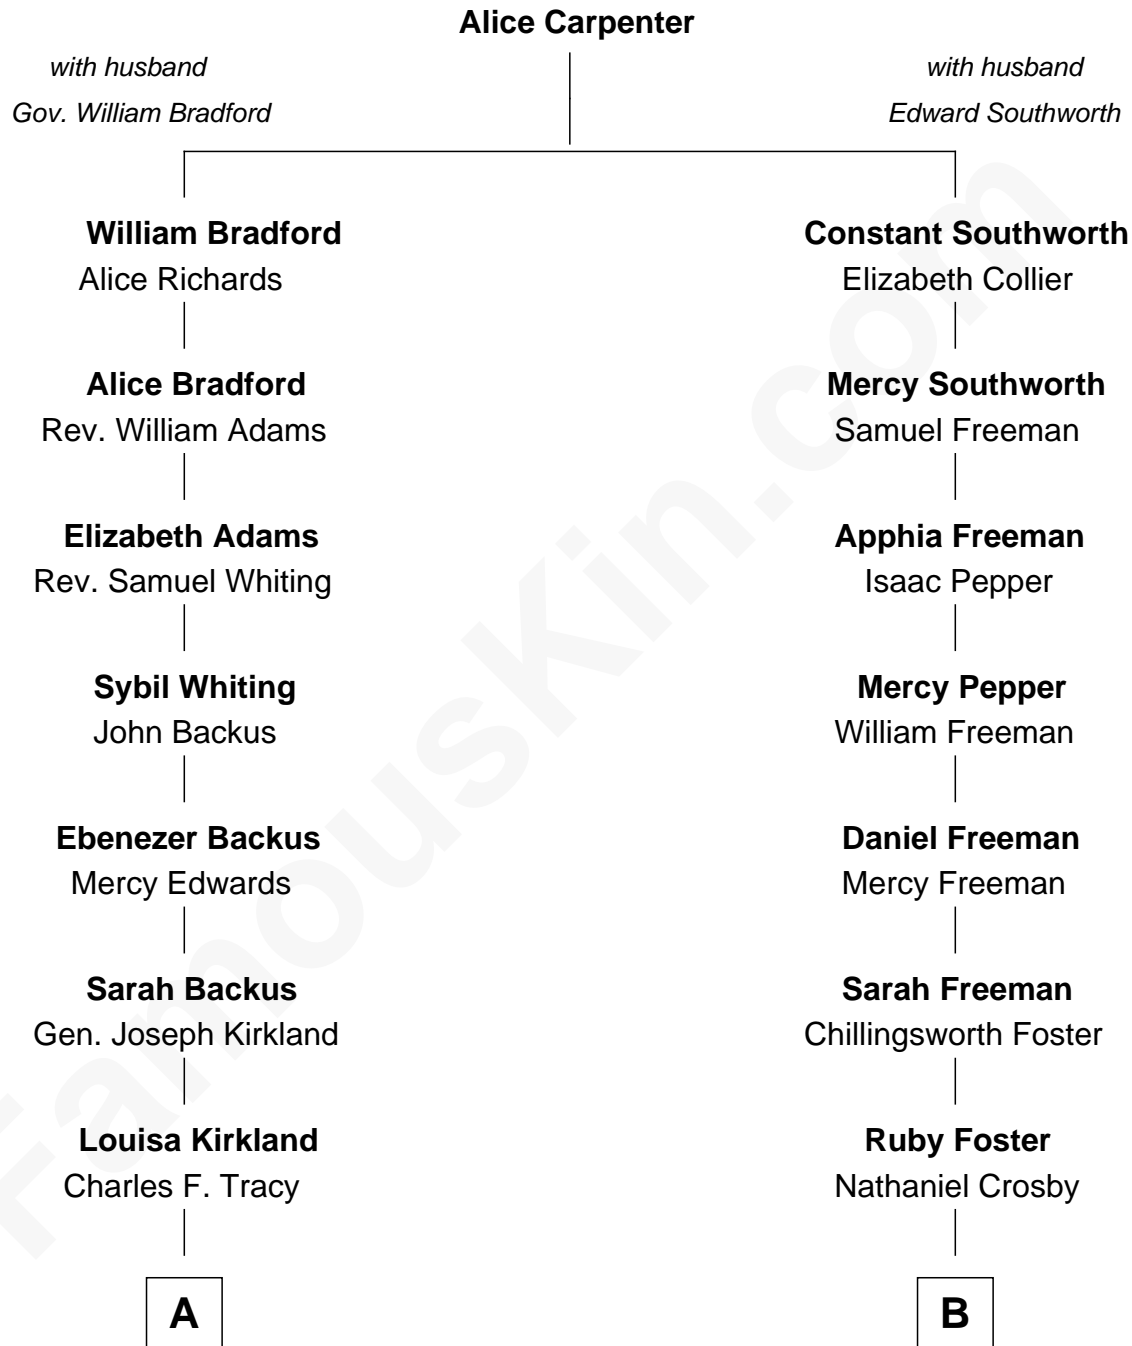 Alice Carpenter
with husband
Gov. William Bradford
with husband
Edward Southworth
William Bradford
Alice Richards
Constant Southworth
Elizabeth Collier
Alice Bradford
Rev. William Adams
Mercy Southworth
Samuel Freeman
Elizabeth Adams
Rev. Samuel Whiting
Apphia Freeman
Isaac Pepper
Sybil Whiting
John Backus
Mercy Pepper
William Freeman
Ebenezer Backus
Mercy Edwards
Daniel Freeman
Mercy Freeman
Sarah Backus
Gen. Joseph Kirkland
Sarah Freeman
Chillingsworth Foster
Louisa Kirkland
Charles F. Tracy
Ruby Foster
Nathaniel Crosby
A
B
FamousKin.com